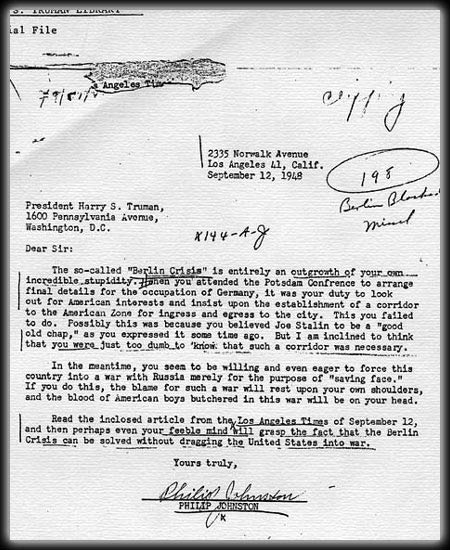 S. TRUMAN LIBRARY
ial File
s Angeles Tim
clipping
2335 Norwalk Avenue
Los Angeles 41, Calif.
September 12, 1948
198
Berlin Blockade
President Harry S. Truman,
1600 Pennsylvania Avenue,
Washington, D.C.
X144-A-J
Dear Sir:
The so-called "Berlin Crisis" is entirely an outgrowth of your own
incredible stupidity. When you attended the Potsdam Confrence to arrange
final details for the occupation of Germany, it was your duty to look
out for American interests and insist upon the establishment of a corridor
to the American Zone for ingress and egress to the city. This you failed
to do. Possibly this was because you believed Joe Stalin to be a "good
old chap," as you expressed it some time ago. But I am inclined to think
that you were just too dumb to know that such a corridor was necessary.
In the meantime, you seem to be willing and even eager to force this
country into a war with Russia merely for the purpose of "saving face."
If you do this, the blame for such a war will rest upon your own shoulders,
and the blood of American boys butchered in this war will be on your head.
Read the inclosed article from the Los Angeles Times of September 12,
and then perhaps even your feeble mind will grasp the fact that the Berlin
Crisis can be solved without dragging the United States into war.
Yours truly,
Philip Johnston
PHILIP JOHNSTON